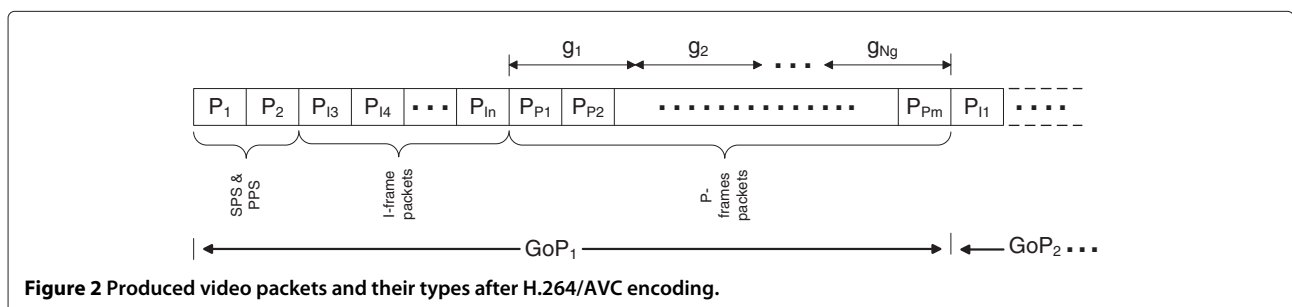 g1 g2 ... gNg
P1 P2 PI3 PI4 ... PIn PP1 PP2 .............. PPm PI1 ....
SPS &
PPS
I-frame
packets
P-
frames
packets
GoP1 GoP2 ...
Figure 2 Produced video packets and their types after H.264/AVC encoding.